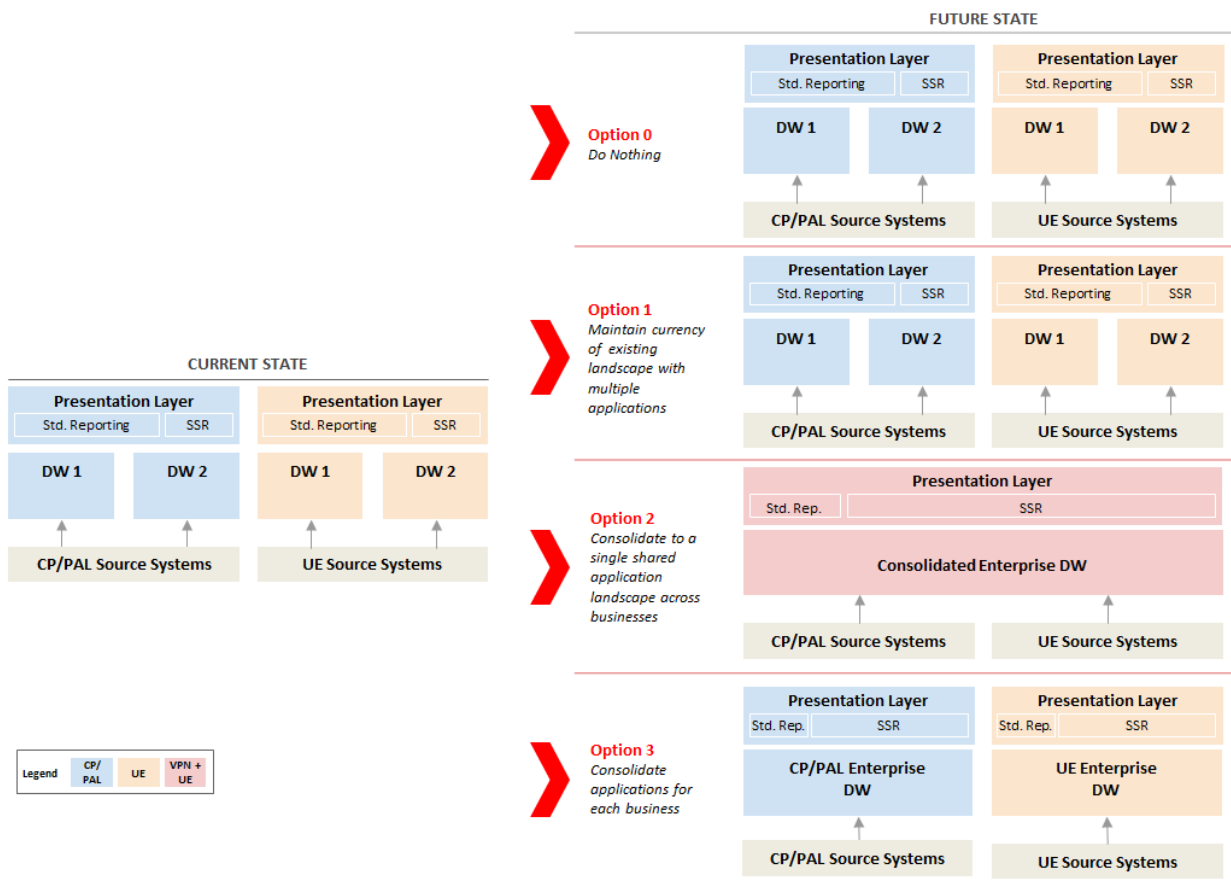 FUTURE STATE
Presentation Layer
Std. Reporting
SSR
DW 1
DW 2
CP/PAL Source Systems
Presentation Layer
Std. Reporting
SSR
DW 1
DW 2
UE Source Systems
Option 0
Do Nothing
Option 1
Maintain currency
of existing
landscape with
multiple
applications
Presentation Layer
Std. Reporting
SSR
DW 1
DW 2
CP/PAL Source Systems
Presentation Layer
Std. Reporting
SSR
DW 1
DW 2
UE Source Systems
CURRENT STATE
Presentation Layer
Std. Reporting
SSR
DW 1
DW 2
CP/PAL Source Systems
Presentation Layer
Std. Reporting
SSR
DW 1
DW 2
UE Source Systems
Option 2
Consolidate to a
single shared
application
landscape across
businesses
Presentation Layer
Std. Rep.
SSR
Consolidated Enterprise DW
CP/PAL Source Systems
UE Source Systems
Option 3
Consolidate
applications for
each business
Presentation Layer
Std. Rep.
SSR
CP/PAL Enterprise
DW
CP/PAL Source Systems
Presentation Layer
Std. Rep.
SSR
UE Enterprise
DW
UE Source Systems
Legend
CP/
PAL
UE
VPN +
UE